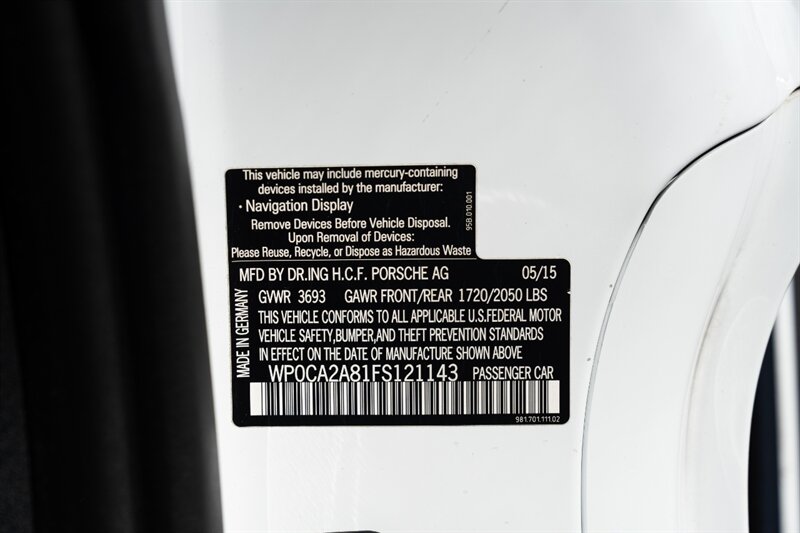 This vehicle may include mercury-containing
devices installed by the manufacturer:
· Navigation Display
Remove Devices Before Vehicle Disposal.
Upon Removal of Devices:
Please Reuse, Recycle, or Dispose as Hazardous Waste
95B.010.001
MFD BY DR.ING H.C.F. PORSCHE AG 05/15
GVWR 3693 GAWR FRONT/REAR 1720/2050 LBS
THIS VEHICLE CONFORMS TO ALL APPLICABLE U.S.FEDERAL MOTOR
VEHICLE SAFETY,BUMPER,AND THEFT PREVENTION STANDARDS
IN EFFECT ON THE DATE OF MANUFACTURE SHOWN ABOVE
WP0CA2A81FS121143 PASSENGER CAR
MADE IN GERMANY
981.701.111.02